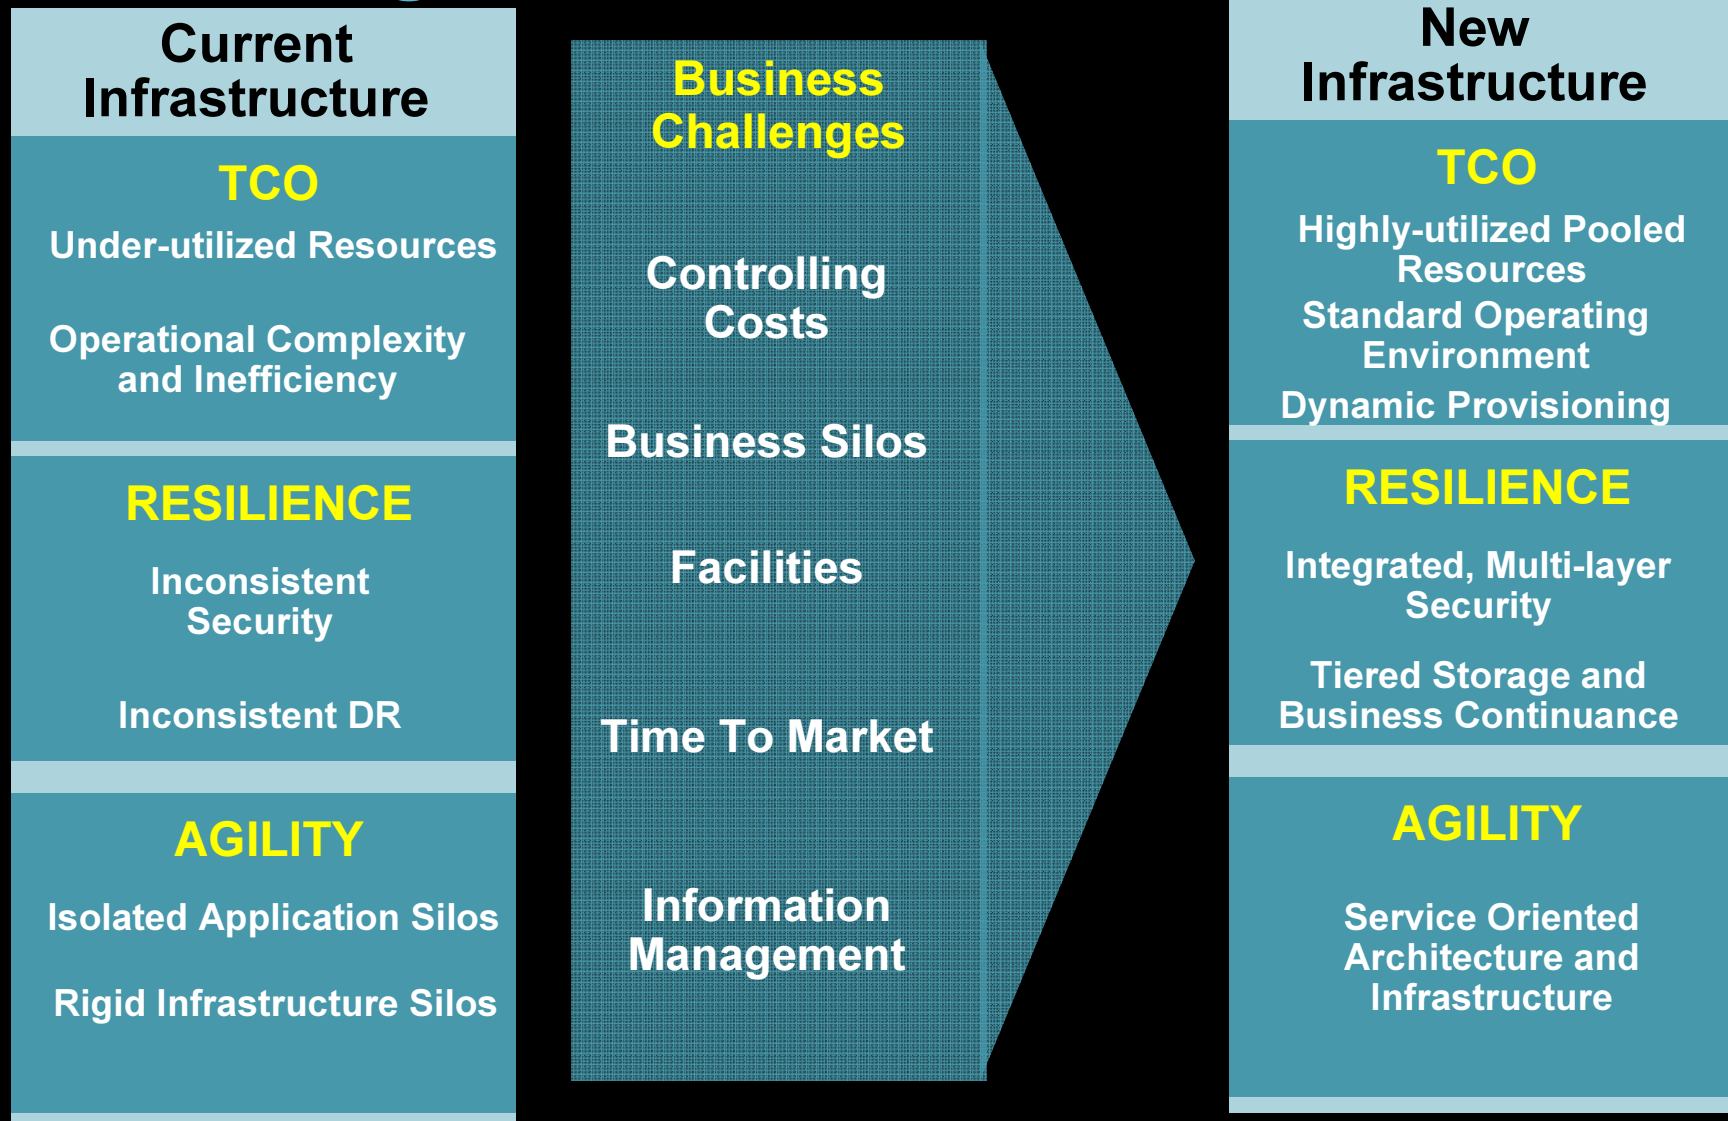 Current
Infrastructure
TCO
Under-utilized Resources
Operational Complexity
and Inefficiency
RESILIENCE
Inconsistent
Security
Inconsistent DR
AGILITY
Isolated Application Silos
Rigid Infrastructure Silos
Business
Challenges
Controlling
Costs
Business Silos
Facilities
Time To Market
Information
Management
New
Infrastructure
TCO
Highly-utilized Pooled
Resources
Standard Operating
Environment
Dynamic Provisioning
RESILIENCE
Integrated, Multi-layer
Security
Tiered Storage and
Business Continuance
AGILITY
Service Oriented
Architecture and
Infrastructure